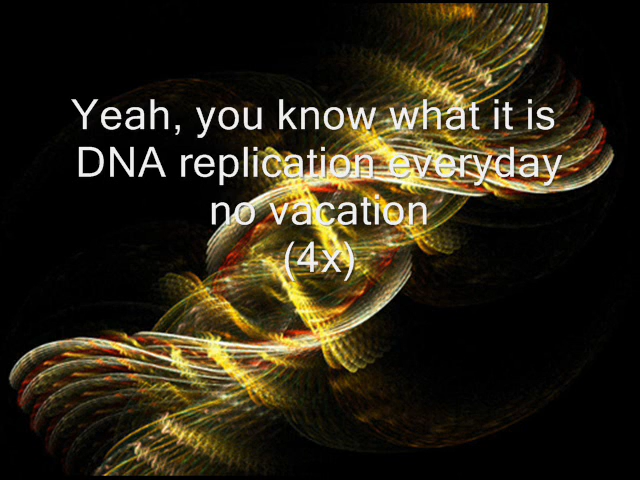 Yeah, you know what it is
DNA replication everyday
no vacation
(4x)